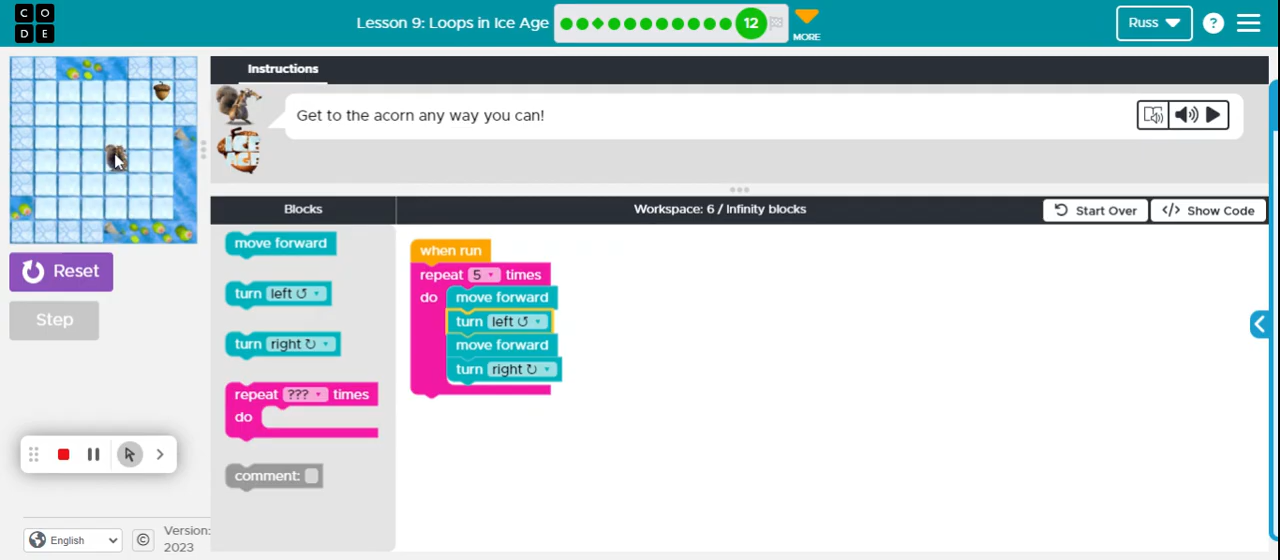 C O
D E
Lesson 9: Loops in Ice Age
12
MORE
Russ
?
Instructions
ICE
AGE
Get to the acorn any way you can!
Blocks
Workspace: 6 / Infinity blocks
Start Over
</> Show Code
Reset
Step
move forward
turn left ↺
turn right ↻
repeat ??? times
do
comment:
when run
repeat 5 times
do move forward
turn left ↺
move forward
turn right ↻
English
©
Version:
2023